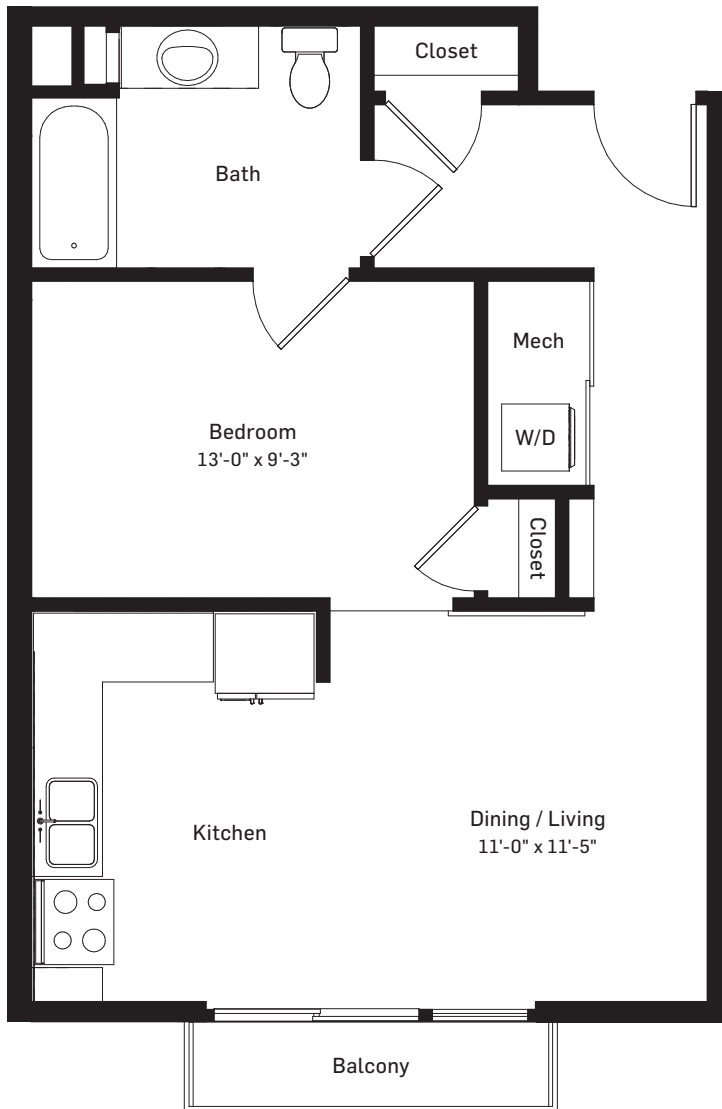 Closet
Bath
Mech
Bedroom
13'-0" x 9'-3"
W/D
Closet
Kitchen
Dining / Living
11'-0" x 11'-5"
Balcony